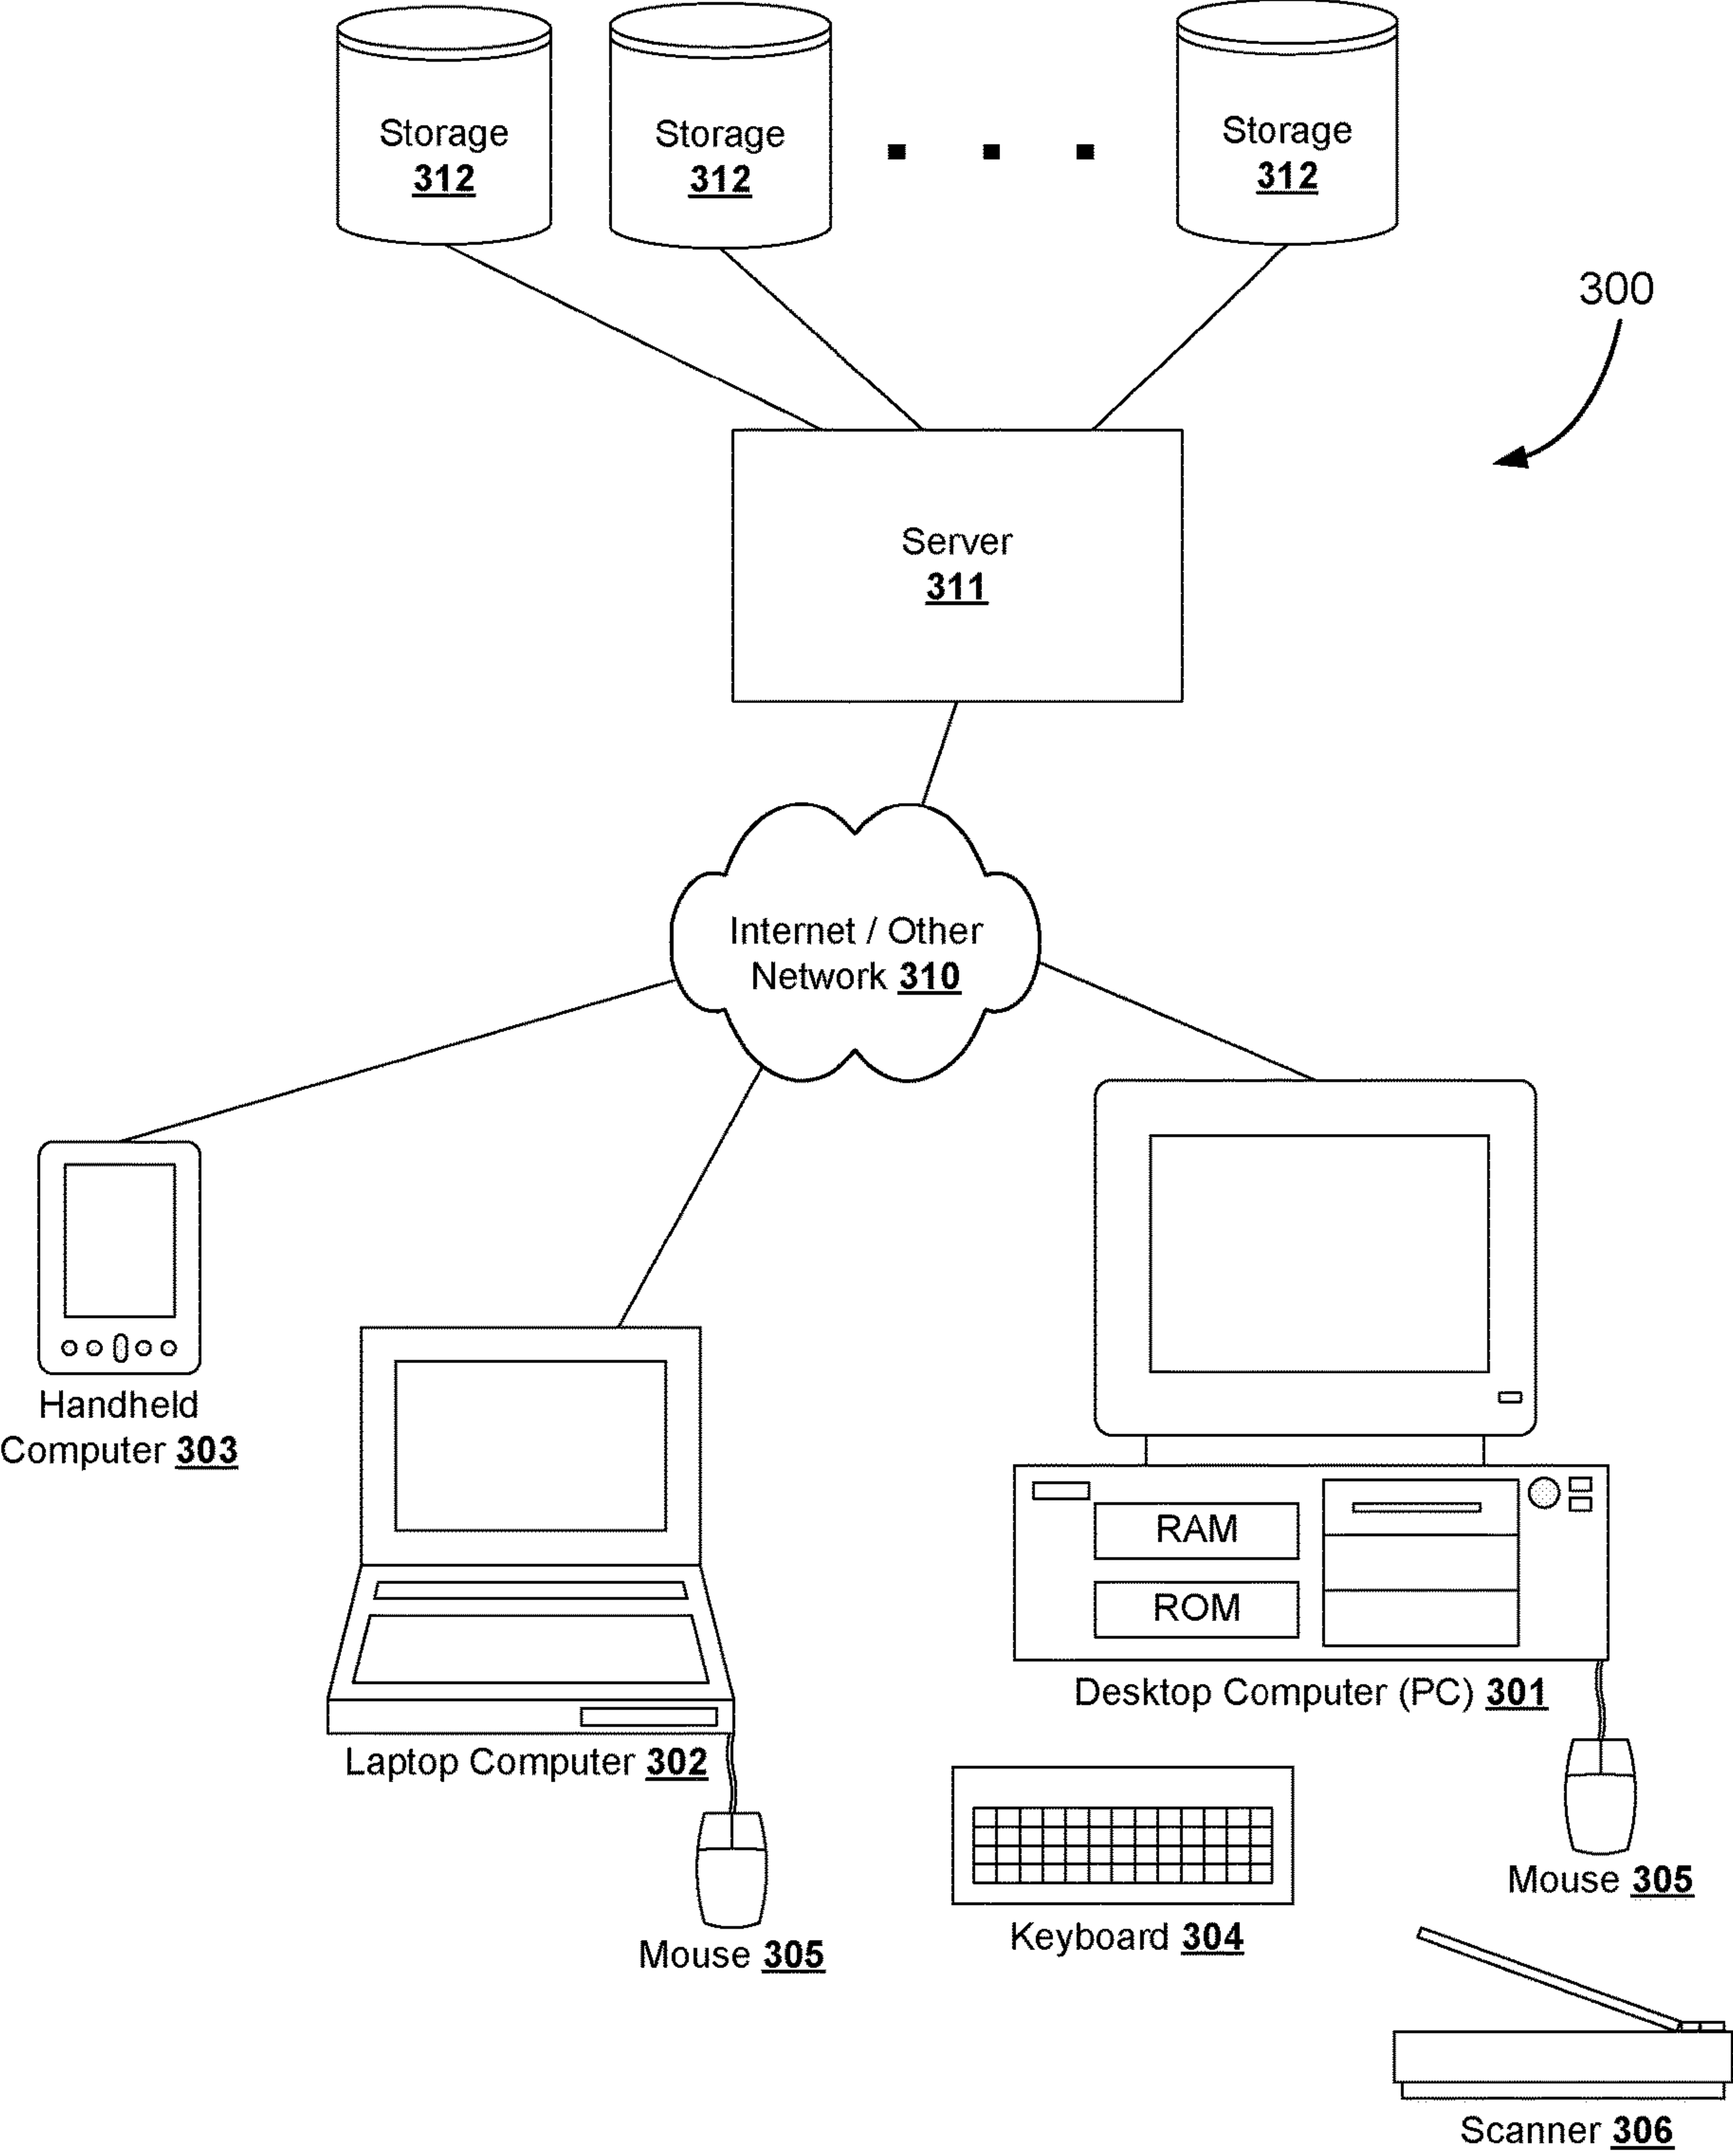 Storage
312
Storage
312
Storage
312
300
Server
311
Internet / Other
Network 310
Handheld
Computer 303
RAM
ROM
Desktop Computer (PC) 301
Laptop Computer 302
Mouse 305
Keyboard 304
Mouse 305
Scanner 306